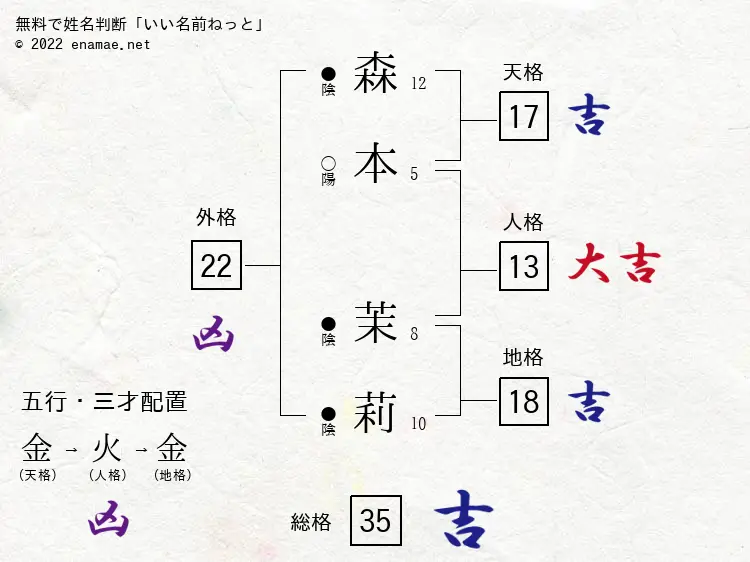 無料で姓名判断「いい名前ねっと」
© 2022 enamae.net
天格
17 吉
森 12
●陰
本 5
○陽
人格
13 大吉
外格
22
凶
茉 8
●陰
地格
18 吉
莉 10
●陰
五行・三才配置
金 → 火 → 金
(天格) (人格) (地格)
凶
総格 35 吉